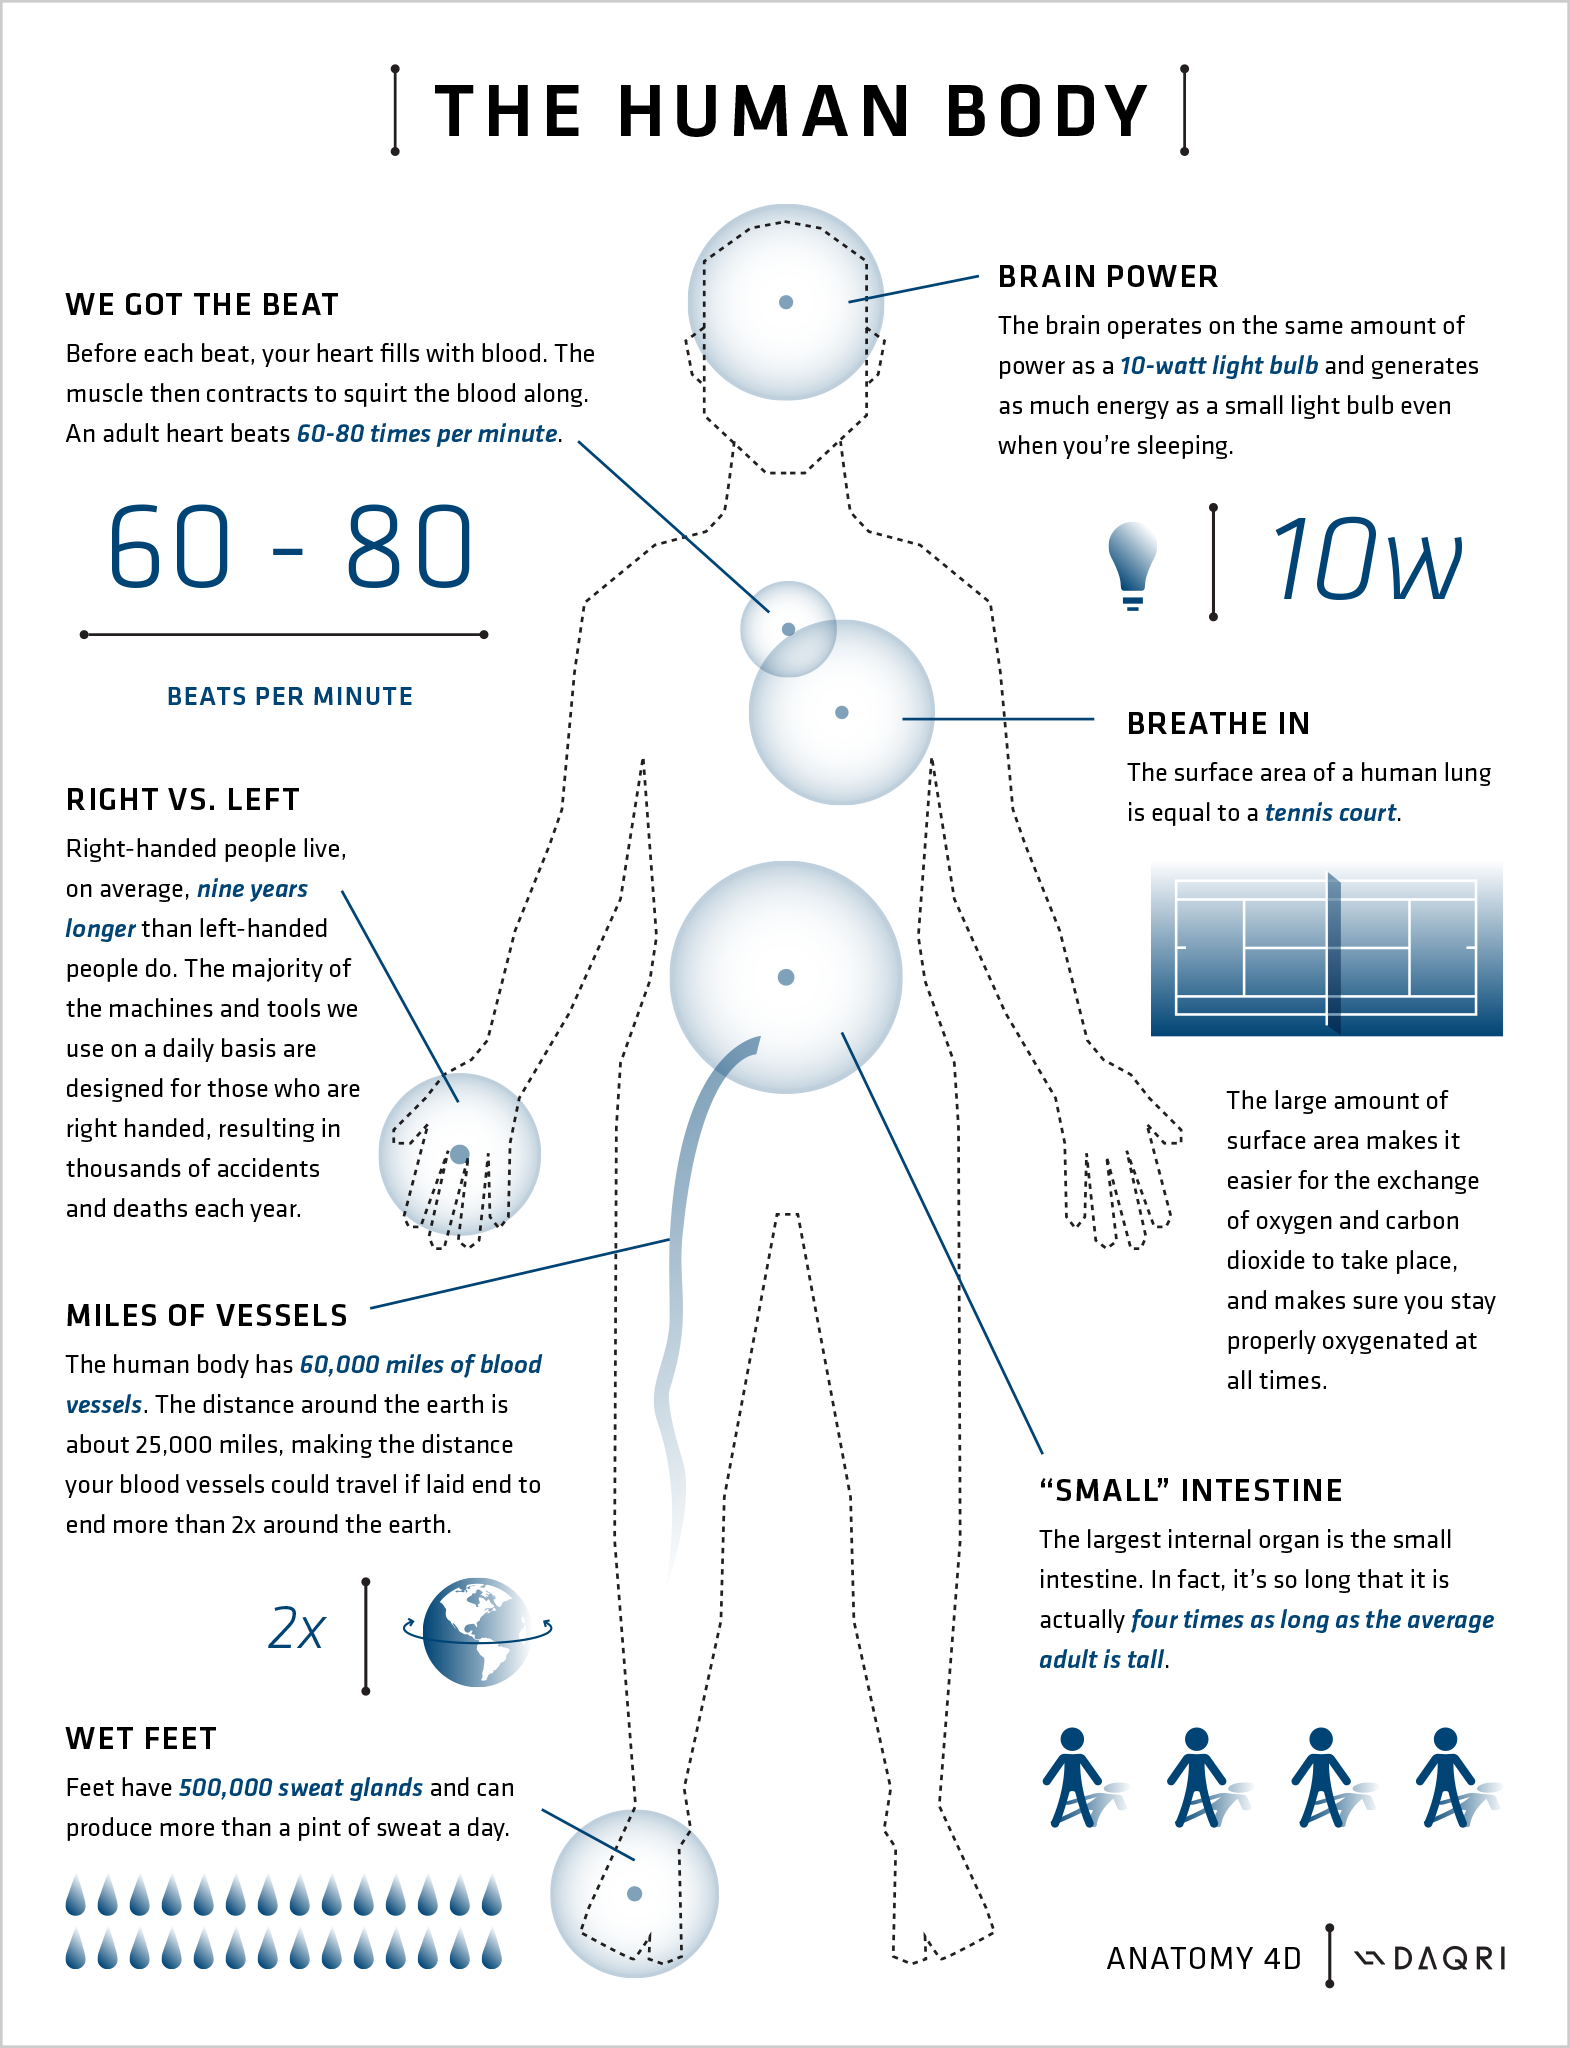 THE HUMAN BODY
WE GOT THE BEAT
Before each beat, your heart fills with blood. The
muscle then contracts to squirt the blood along.
An adult heart beats 60-80 times per minute.
60 - 80
BEATS PER MINUTE
RIGHT VS. LEFT
Right-handed people live,
on average, nine years
longer than left-handed
people do. The majority of
the machines and tools we
use on a daily basis are
designed for those who are
right handed, resulting in
thousands of accidents
and deaths each year.
MILES OF VESSELS
The human body has 60,000 miles of blood
vessels. The distance around the earth is
about 25,000 miles, making the distance
your blood vessels could travel if laid end to
end more than 2x around the earth.
2x
WET FEET
Feet have 500,000 sweat glands and can
produce more than a pint of sweat a day.
BRAIN POWER
The brain operates on the same amount of
power as a 10-watt light bulb and generates
as much energy as a small light bulb even
when you're sleeping.
10w
BREATHE IN
The surface area of a human lung
is equal to a tennis court.
The large amount of
surface area makes it
easier for the exchange
of oxygen and carbon
dioxide to take place,
and makes sure you stay
properly oxygenated at
all times.
“SMALL” INTESTINE
The largest internal organ is the small
intestine. In fact, it's so long that it is
actually four times as long as the average
adult is tall.
ANATOMY 4D
DAQRI